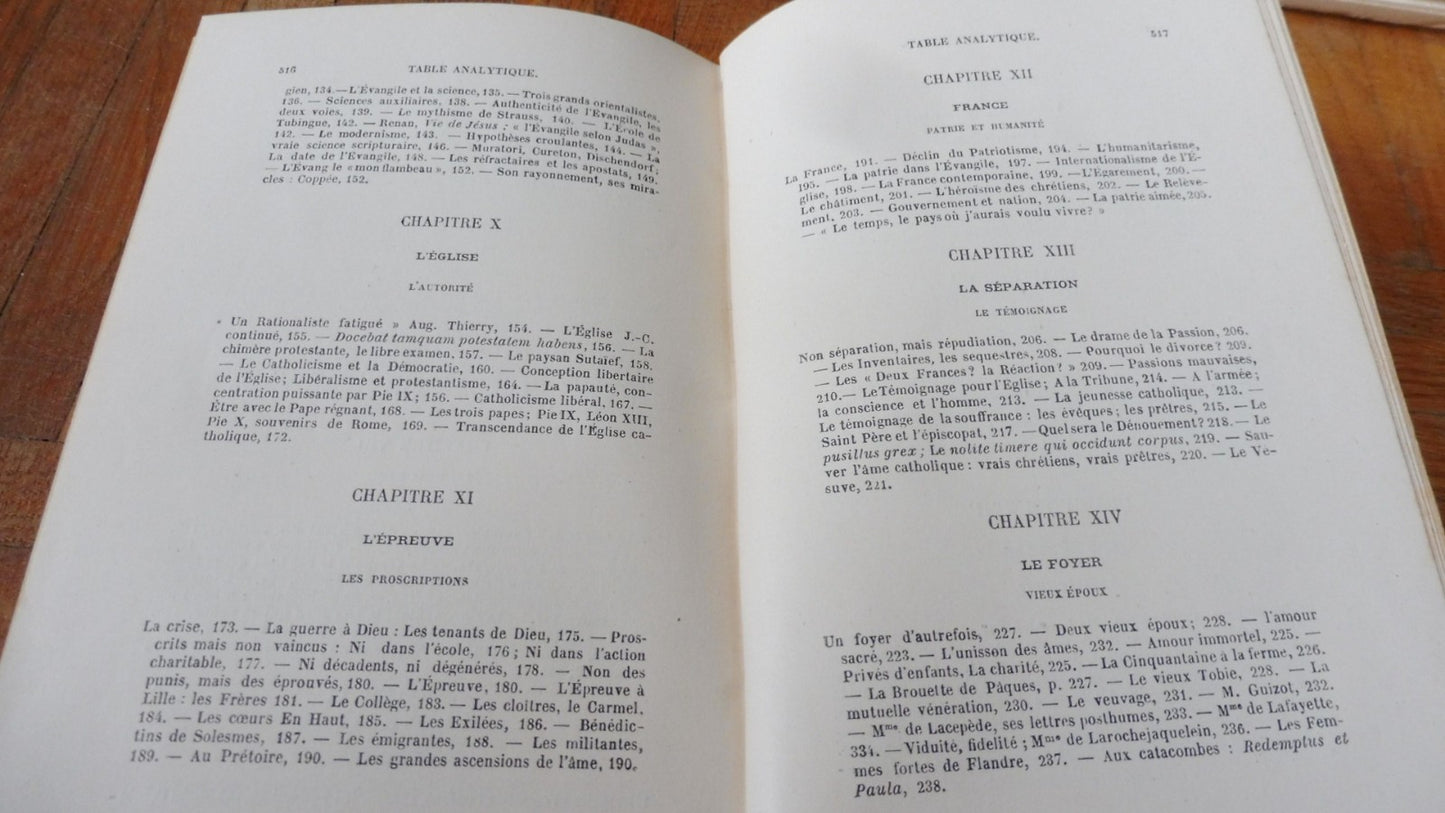 516 TABLE ANALYTIQUE.
gien, 134.—L'Évangile et la science, 135. — Trois grands orientalistes,
136. — Sciences auxiliaires, 138. — Authenticité de l'Évangile, les
deux voies, 139. — Le mythisme de Strauss, 140. — L'École de
Tubingue, 142. — Renan, Vie de Jésus ; « l'Évangile selon Judas »,
142. — Le modernisme, 143. — Hypothèses croulantes, 144. — La
vraie science scripturaire, 146. — Muratori, Cureton, Dischendorf ;
La date de l'Evangile, 148. — Les réfractaires et les apostats, 149.
— L'Évang le « mon flambeau », 152. — Son rayonnement, ses mira-
cles : Coppée, 152.
CHAPITRE X
L'ÉGLISE
L'AUTORITÉ
« Un Rationaliste fatigué » Aug. Thierry, 154. — L'Église J.-C.
continué, 155. — Docebat tamquam potestatem habens, 156. — La
chimère protestante, le libre examen, 157. — Le paysan Sutaïef, 158.
— Le Catholicisme et la Démocratie, 160. — Conception libertaire
de l'Église; Libéralisme et protestantisme, 164. — La papauté, con-
centration puissante par Pie IX; 156. — Catholicisme libéral, 167. —
Être avec le Pape régnant, 168. — Les trois papes; Pie IX, Léon XIII,
Pie X, souvenirs de Rome, 169. — Transcendance de l'Église ca-
tholique, 172.
CHAPITRE XI
L'ÉPREUVE
LES PROSCRIPTIONS
La crise, 173. — La guerre à Dieu : Les tenants de Dieu, 175. — Pros-
crits mais non vaincus : Ni dans l'école, 176 ; Ni dans l'action
charitable, 177. — Ni décadents, ni dégénérés, 178. — Non des
punis, mais des éprouvés, 180. — L'Épreuve, 180. — L'Épreuve à
Lille : les Frères 181. — Le Collège, 183. — Les cloîtres, le Carmel,
184. — Les cœurs En Haut, 185. — Les Exilées, 186. — Bénédic-
tins de Solesmes, 187. — Les émigrantes, 188. — Les militantes,
189. — Au Prétoire, 190. — Les grandes ascensions de l'âme, 190.
TABLE ANALYTIQUE. 517
CHAPITRE XII
FRANCE
PATRIE ET HUMANITÉ
La France, 191. — Déclin du Patriotisme, 194. — L'humanitarisme,
195. — La patrie dans l'Évangile, 197. — Internationalisme de l'É-
glise, 198. — La France contemporaine, 199. —L'Égarement, 200. —
Le châtiment, 201. — L'héroïsme des chrétiens, 202. — Le Relève-
ment, 203. — Gouvernement et nation, 204. — La patrie aimée, 205.
— « Le temps, le pays où j'aurais voulu vivre? »
CHAPITRE XIII
LA SÉPARATION
LE TÉMOIGNAGE
Non séparation, mais répudiation, 206. — Le drame de la Passion, 206.
— Les Inventaires, les sequestres, 208. — Pourquoi le divorce? 209.
— Les « Deux Frances? la Réaction? » 209.— Passions mauvaises,
210.— Le Témoignage pour l'Eglise; A la Tribune, 214. — A l'armée;
la conscience et l'homme, 213. — La jeunesse catholique, 213. —
Le témoignage de la souffrance : les évêques; les prêtres, 215. — Le
Saint Père et l'épiscopat, 217. — Quel sera le Dénouement? 218.— Le
pusillus grex; Le nolite timere qui occidunt corpus, 219. — Sau-
ver l'âme catholique : vrais chrétiens, vrais prêtres, 220. — Le Vé-
suve, 221.
CHAPITRE XIV
LE FOYER
VIEUX ÉPOUX
Un foyer d'autrefois, 227. — Deux vieux époux; 228. — l'amour
sacré, 223. — L'unisson des âmes, 232. — Amour immortel, 225. —
Privés d'enfants, La charité, 225. — La Cinquantaine à la ferme, 226.
— La Brouette de Pâques, p. 227. — Le vieux Tobie, 228. — La
mutuelle vénération, 230. — Le veuvage, 231. — M. Guizot, 232.
— Mme de Lacepède, ses lettres posthumes, 233. — Mme de Lafayette,
334. — Viduité, fidelité ; Mme de Larochejaquelein, 236. — Les Fem-
mes fortes de Flandre, 237. — Aux catacombes : Redemptus et
Paula, 238.